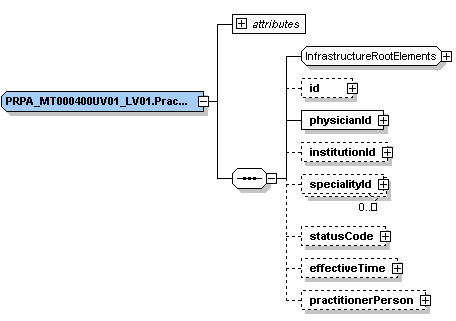 attributes
InfrastructureRootElements
id
PRPA_MT000400UV01_LV01.Prac...
physicianId
institutionId
specialityId
0..
statusCode
effectiveTime
practitionerPerson